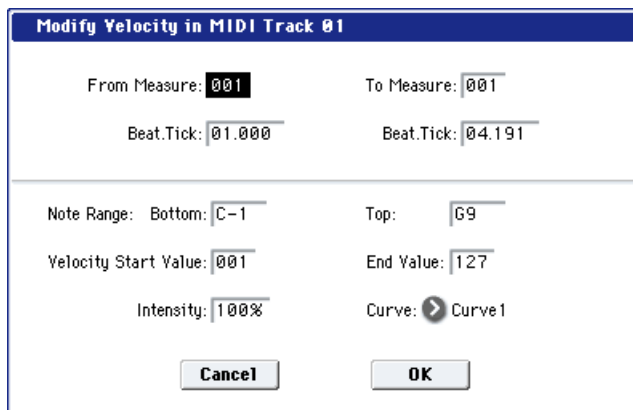 Modify Velocity in MIDI Track 01
From Measure: 001 To Measure: 001
Beat.Tick: 01.000 Beat.Tick: 04.191
Note Range: Bottom: C-1 Top: G9
Velocity Start Value: 001 End Value: 127
Intensity: 100% Curve: Curve1
Cancel OK